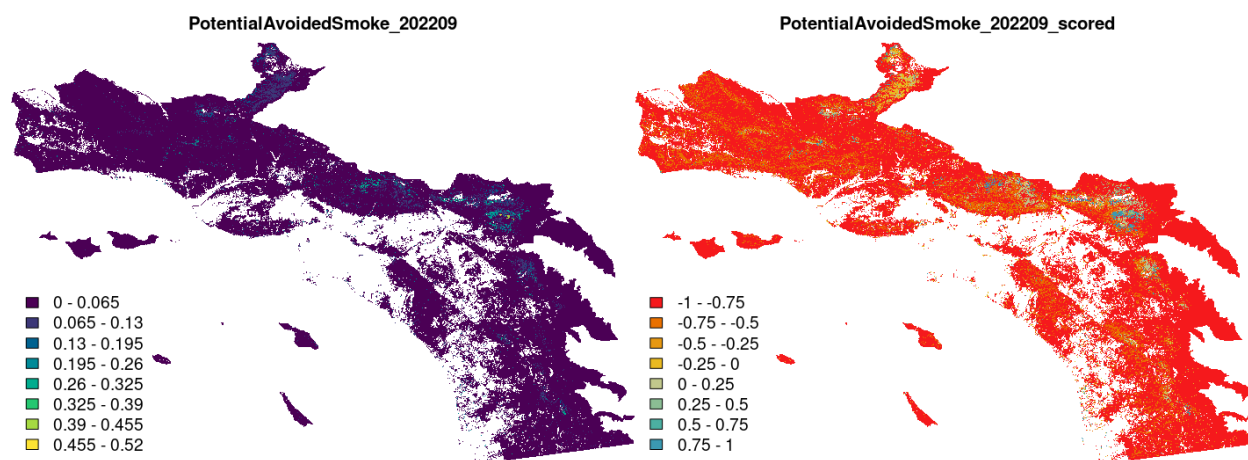 PotentialAvoidedSmoke_202209
0 - 0.065
0.065 - 0.13
0.13 - 0.195
0.195 - 0.26
0.26 - 0.325
0.325 - 0.39
0.39 - 0.455
0.455 - 0.52
PotentialAvoidedSmoke_202209_scored
-1 - -0.75
-0.75 - -0.5
-0.5 - -0.25
-0.25 - 0
0 - 0.25
0.25 - 0.5
0.5 - 0.75
0.75 - 1